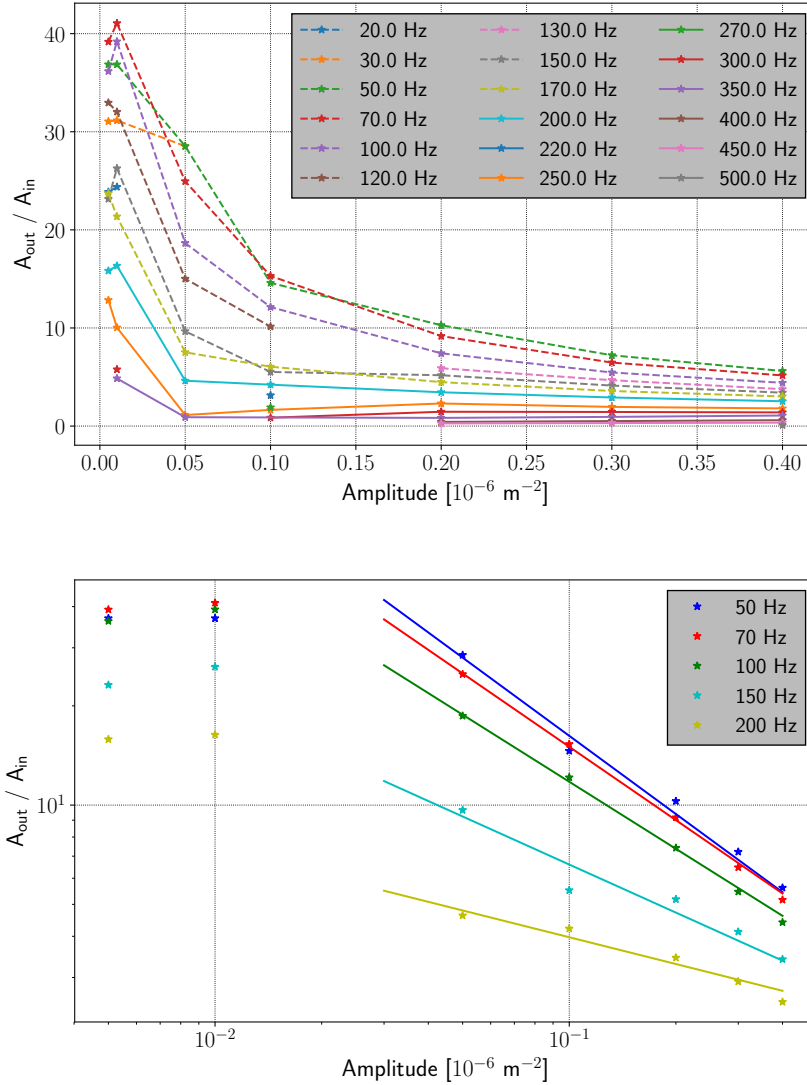 40
30
20
10
0
A_out / A_in
20.0 Hz 130.0 Hz 270.0 Hz
30.0 Hz 150.0 Hz 300.0 Hz
50.0 Hz 170.0 Hz 350.0 Hz
70.0 Hz 200.0 Hz 400.0 Hz
100.0 Hz 220.0 Hz 450.0 Hz
120.0 Hz 250.0 Hz 500.0 Hz
0.00 0.05 0.10 0.15 0.20 0.25 0.30 0.35 0.40
Amplitude [10⁻⁶ m⁻²]
A_out / A_in
10¹
50 Hz
70 Hz
100 Hz
150 Hz
200 Hz
10⁻² 10⁻¹
Amplitude [10⁻⁶ m⁻²]